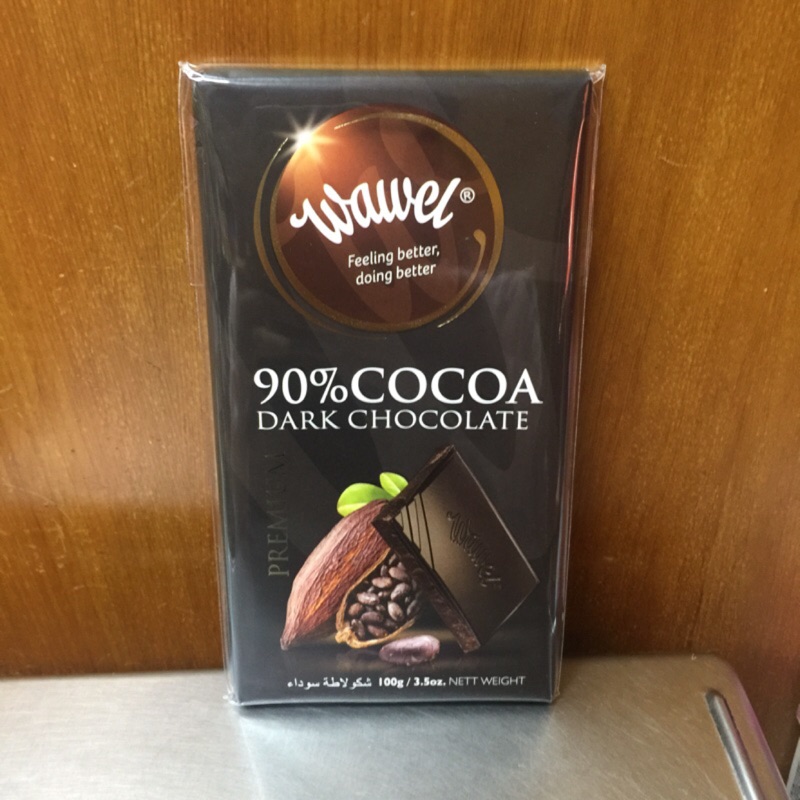 wawel®
Feeling better,
doing better
90% COCOA
DARK CHOCOLATE
PREMIUM
wawel
شكولاطة سوداء 100g / 3.5oz. NETT WEIGHT